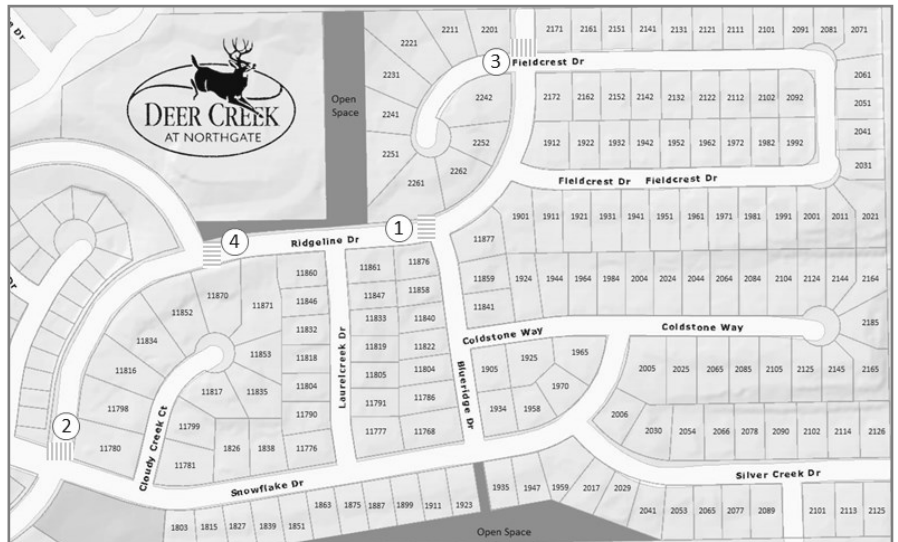 e Dr
DEER CREEK
AT NORTHGATE
Open
Space
2201
2211
2221
2231
2241
2251
2261
2262
2252
2242
3
Fieldcrest Dr
2171 2161 2151 2141 2131 2121 2111 2101 2091 2081 2071
2061
2051
2041
2031
2172 2162 2152 2142 2132 2122 2112 2102 2092
1912 1922 1932 1942 1952 1962 1972 1982 1992
Fieldcrest Dr Fieldcrest Dr
1901 1911 1921 1931 1941 1951 1961 1971 1981 1991 2001 2011 2021
1
4
Ridgeline Dr
11877
11859
11841
1924 1944 1964 1984 2004 2024 2044 2064 2084 2104 2124 2144 2164
2185
Coldstone Way
Coldstone Way
2005 2025 2065 2085 2105 2125 2145 2165
11860
11846
11832
11818
11804
11790
11776
Laurelcreek Dr
11861
11847
11833
11819
11805
11791
11777
11876
11858
11840
11822
11804
11786
11768
Blueridge Dr
1905
1925
1965
1934
1958
1970
2006
2030 2054 2066 2078 2090 2102 2114 2126
11870
11852
11834
11816
11798
11780
11871
11853
11835
11817
11799
11781
1826
1838
Cloudy Creek Ct
2
Dr
Snowflake Dr
Silver Creek Dr
1803 1815 1827 1839 1851 1863 1875 1887 1899 1911 1923
1935 1947 1959 2017 2029
2041 2053 2065 2077 2089
2101 2113 2125
Open Space